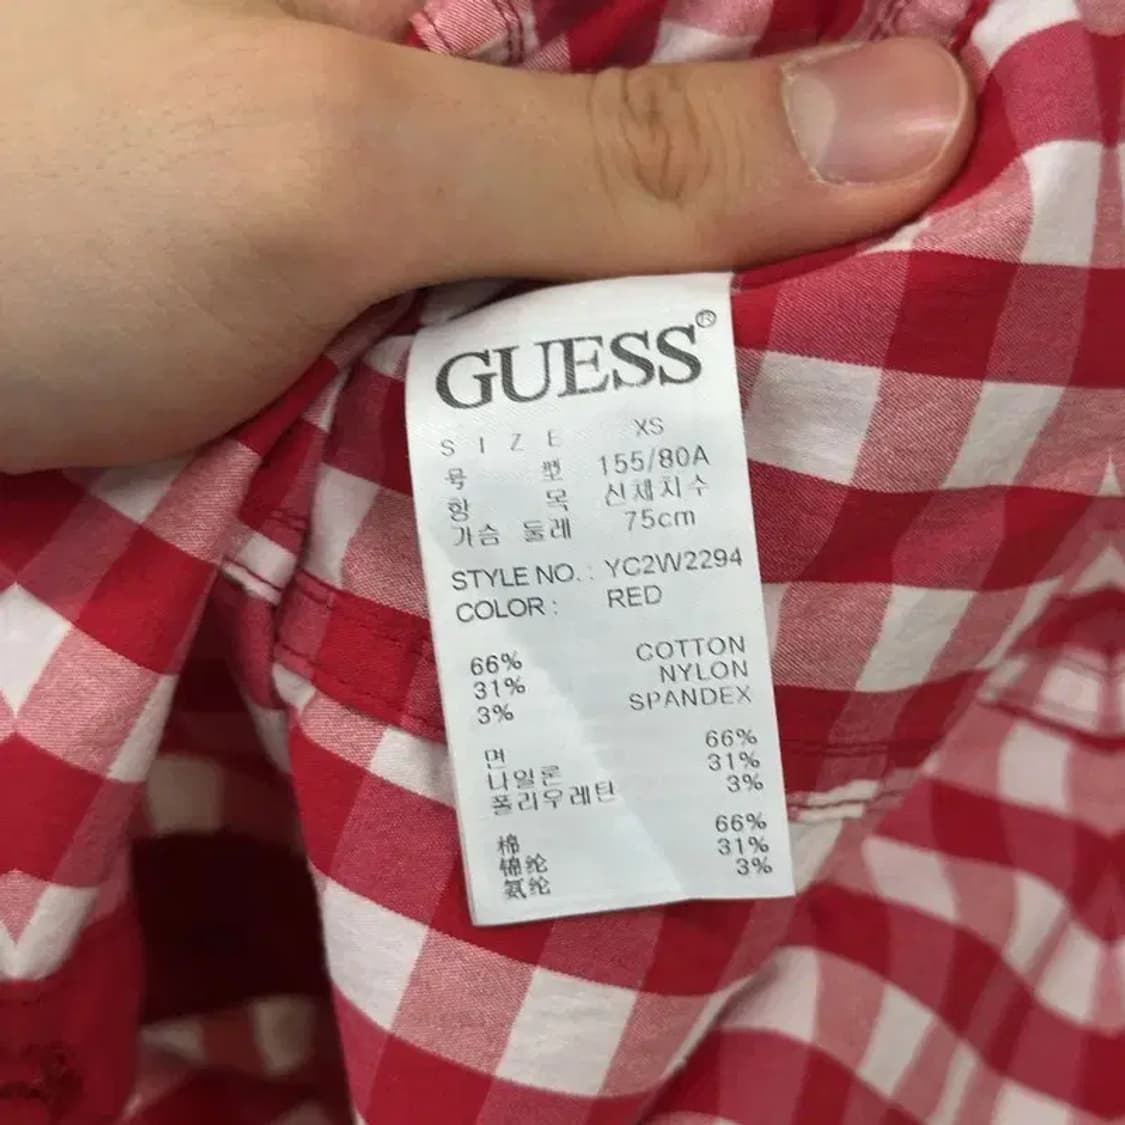 GUESS®
SIZE XS
号 型 155/80A
항 목 신체치수
가슴 둘레 75cm
STYLE NO.: YC2W2294
COLOR: RED
66% COTTON
31% NYLON
3% SPANDEX
면 66%
나일론 31%
폴리우레탄 3%
棉 66%
锦纶 31%
氨纶 3%